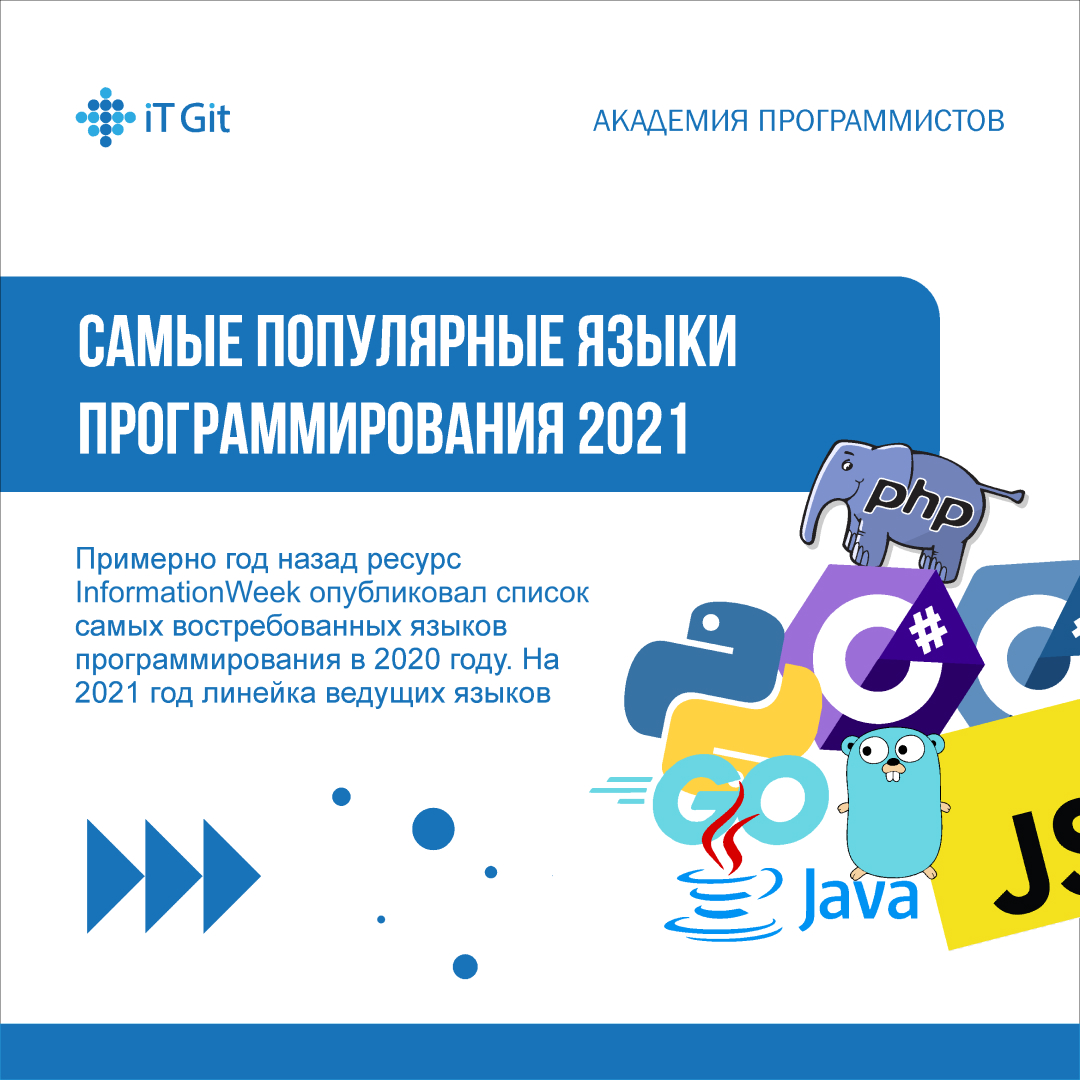 iT Git
АКАДЕМИЯ ПРОГРАММИСТОВ
САМЫЕ ПОПУЛЯРНЫЕ ЯЗЫКИ
ПРОГРАММИРОВАНИЯ 2021
Примерно год назад ресурс
InformationWeek опубликовал список
самых востребованных языков
программирования в 2020 году. На
2021 год линейка ведущих языков
php
C#
C
GO
Java
JS